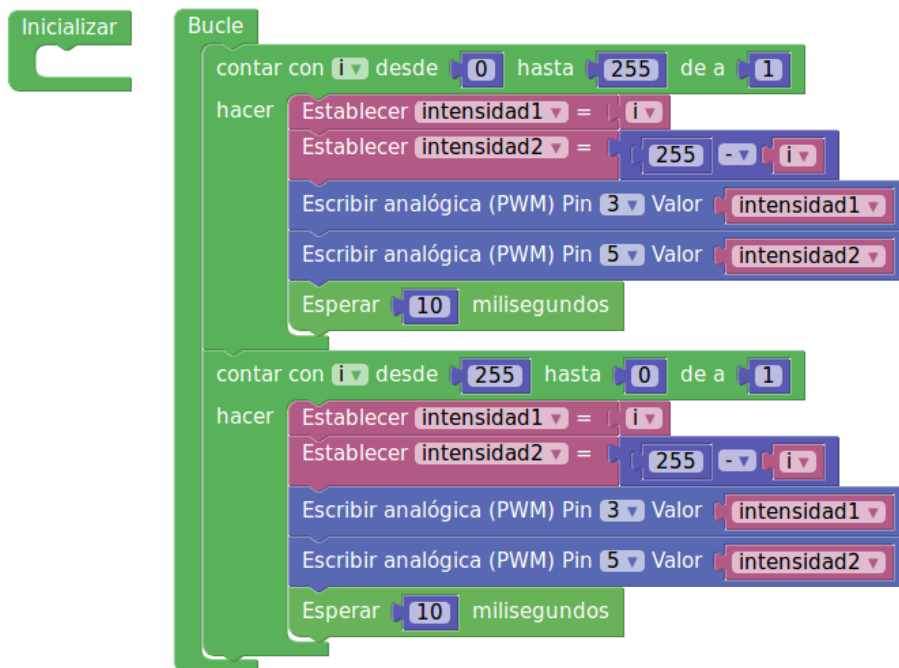 Inicializar
Bucle
contar con i desde 0 hasta 255 de a 1
hacer Establecer intensidad1 = i
Establecer intensidad2 = 255 - i
Escribir analógica (PWM) Pin 3 Valor intensidad1
Escribir analógica (PWM) Pin 5 Valor intensidad2
Esperar 10 milisegundos
contar con i desde 255 hasta 0 de a 1
hacer Establecer intensidad1 = i
Establecer intensidad2 = 255 - i
Escribir analógica (PWM) Pin 3 Valor intensidad1
Escribir analógica (PWM) Pin 5 Valor intensidad2
Esperar 10 milisegundos